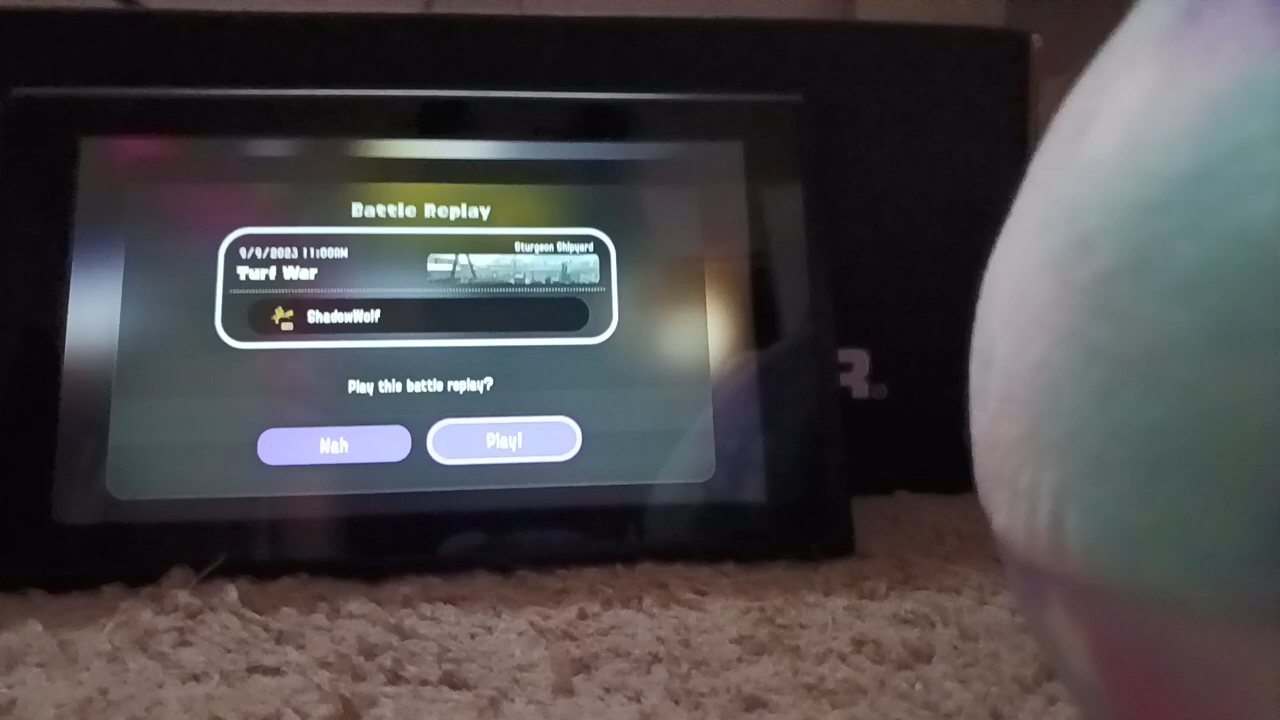 Battle Replay
9/9/2023 11:00AM
Sturgeon Shipyard
Turf War
ShadowWolf
Play this battle replay?
Nah
Play!
R.